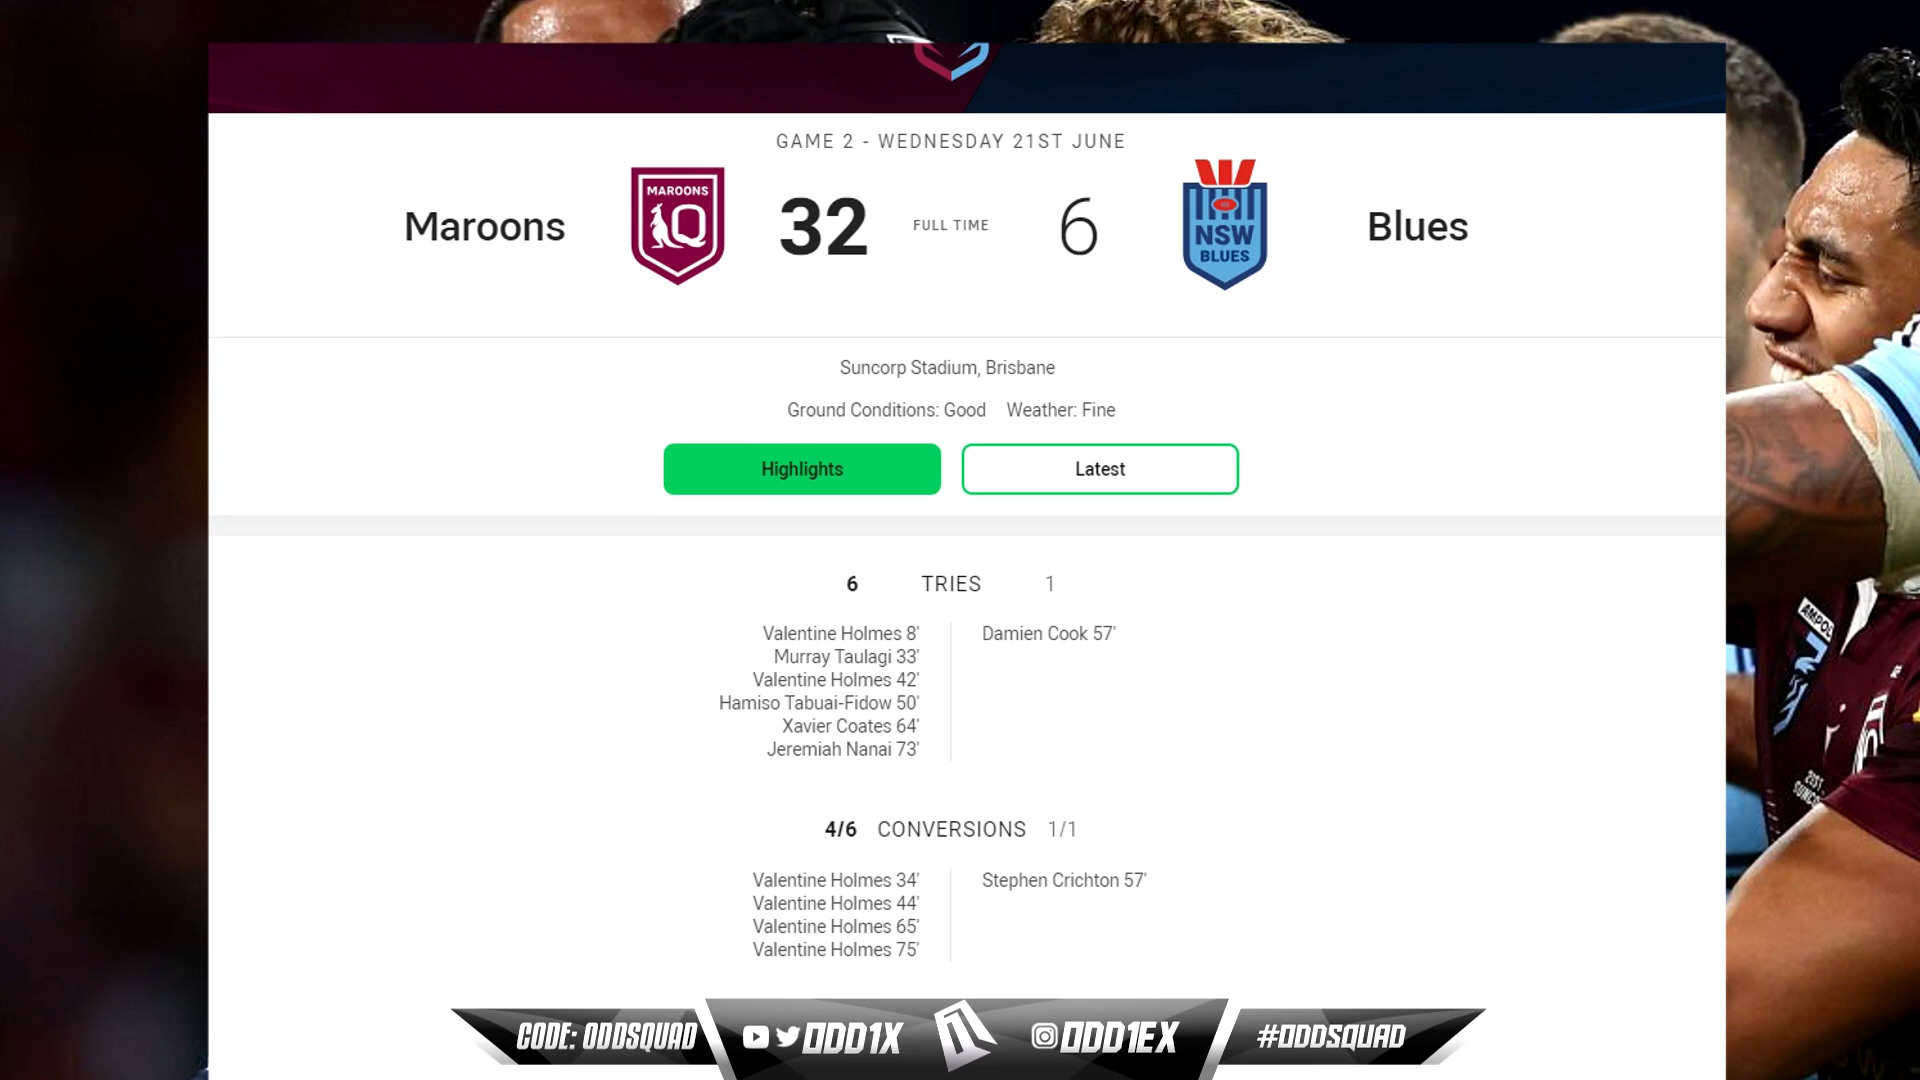 GAME 2 - WEDNESDAY 21ST JUNE
Maroons
MAROONS
Q
32
FULL TIME
6
NSW
BLUES
Blues
Suncorp Stadium, Brisbane
Ground Conditions: Good Weather: Fine
Highlights
Latest
6 TRIES 1
Valentine Holmes 8' Damien Cook 57'
Murray Taulagi 33'
Valentine Holmes 42'
Hamiso Tabuai-Fidow 50'
Xavier Coates 64'
Jeremiah Nanai 73'
4/6 CONVERSIONS 1/1
Valentine Holmes 34' Stephen Crichton 57'
Valentine Holmes 44'
Valentine Holmes 65'
Valentine Holmes 75'
AMPOL
CODE: ODDSQUAD
ODD1X
ODD1EX
#ODDSQUAD